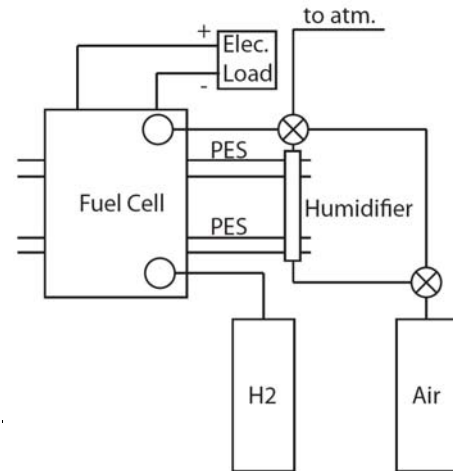 to atm.
+
Elec.
Load
-
PES
Fuel Cell
Humidifier
PES
H2
Air